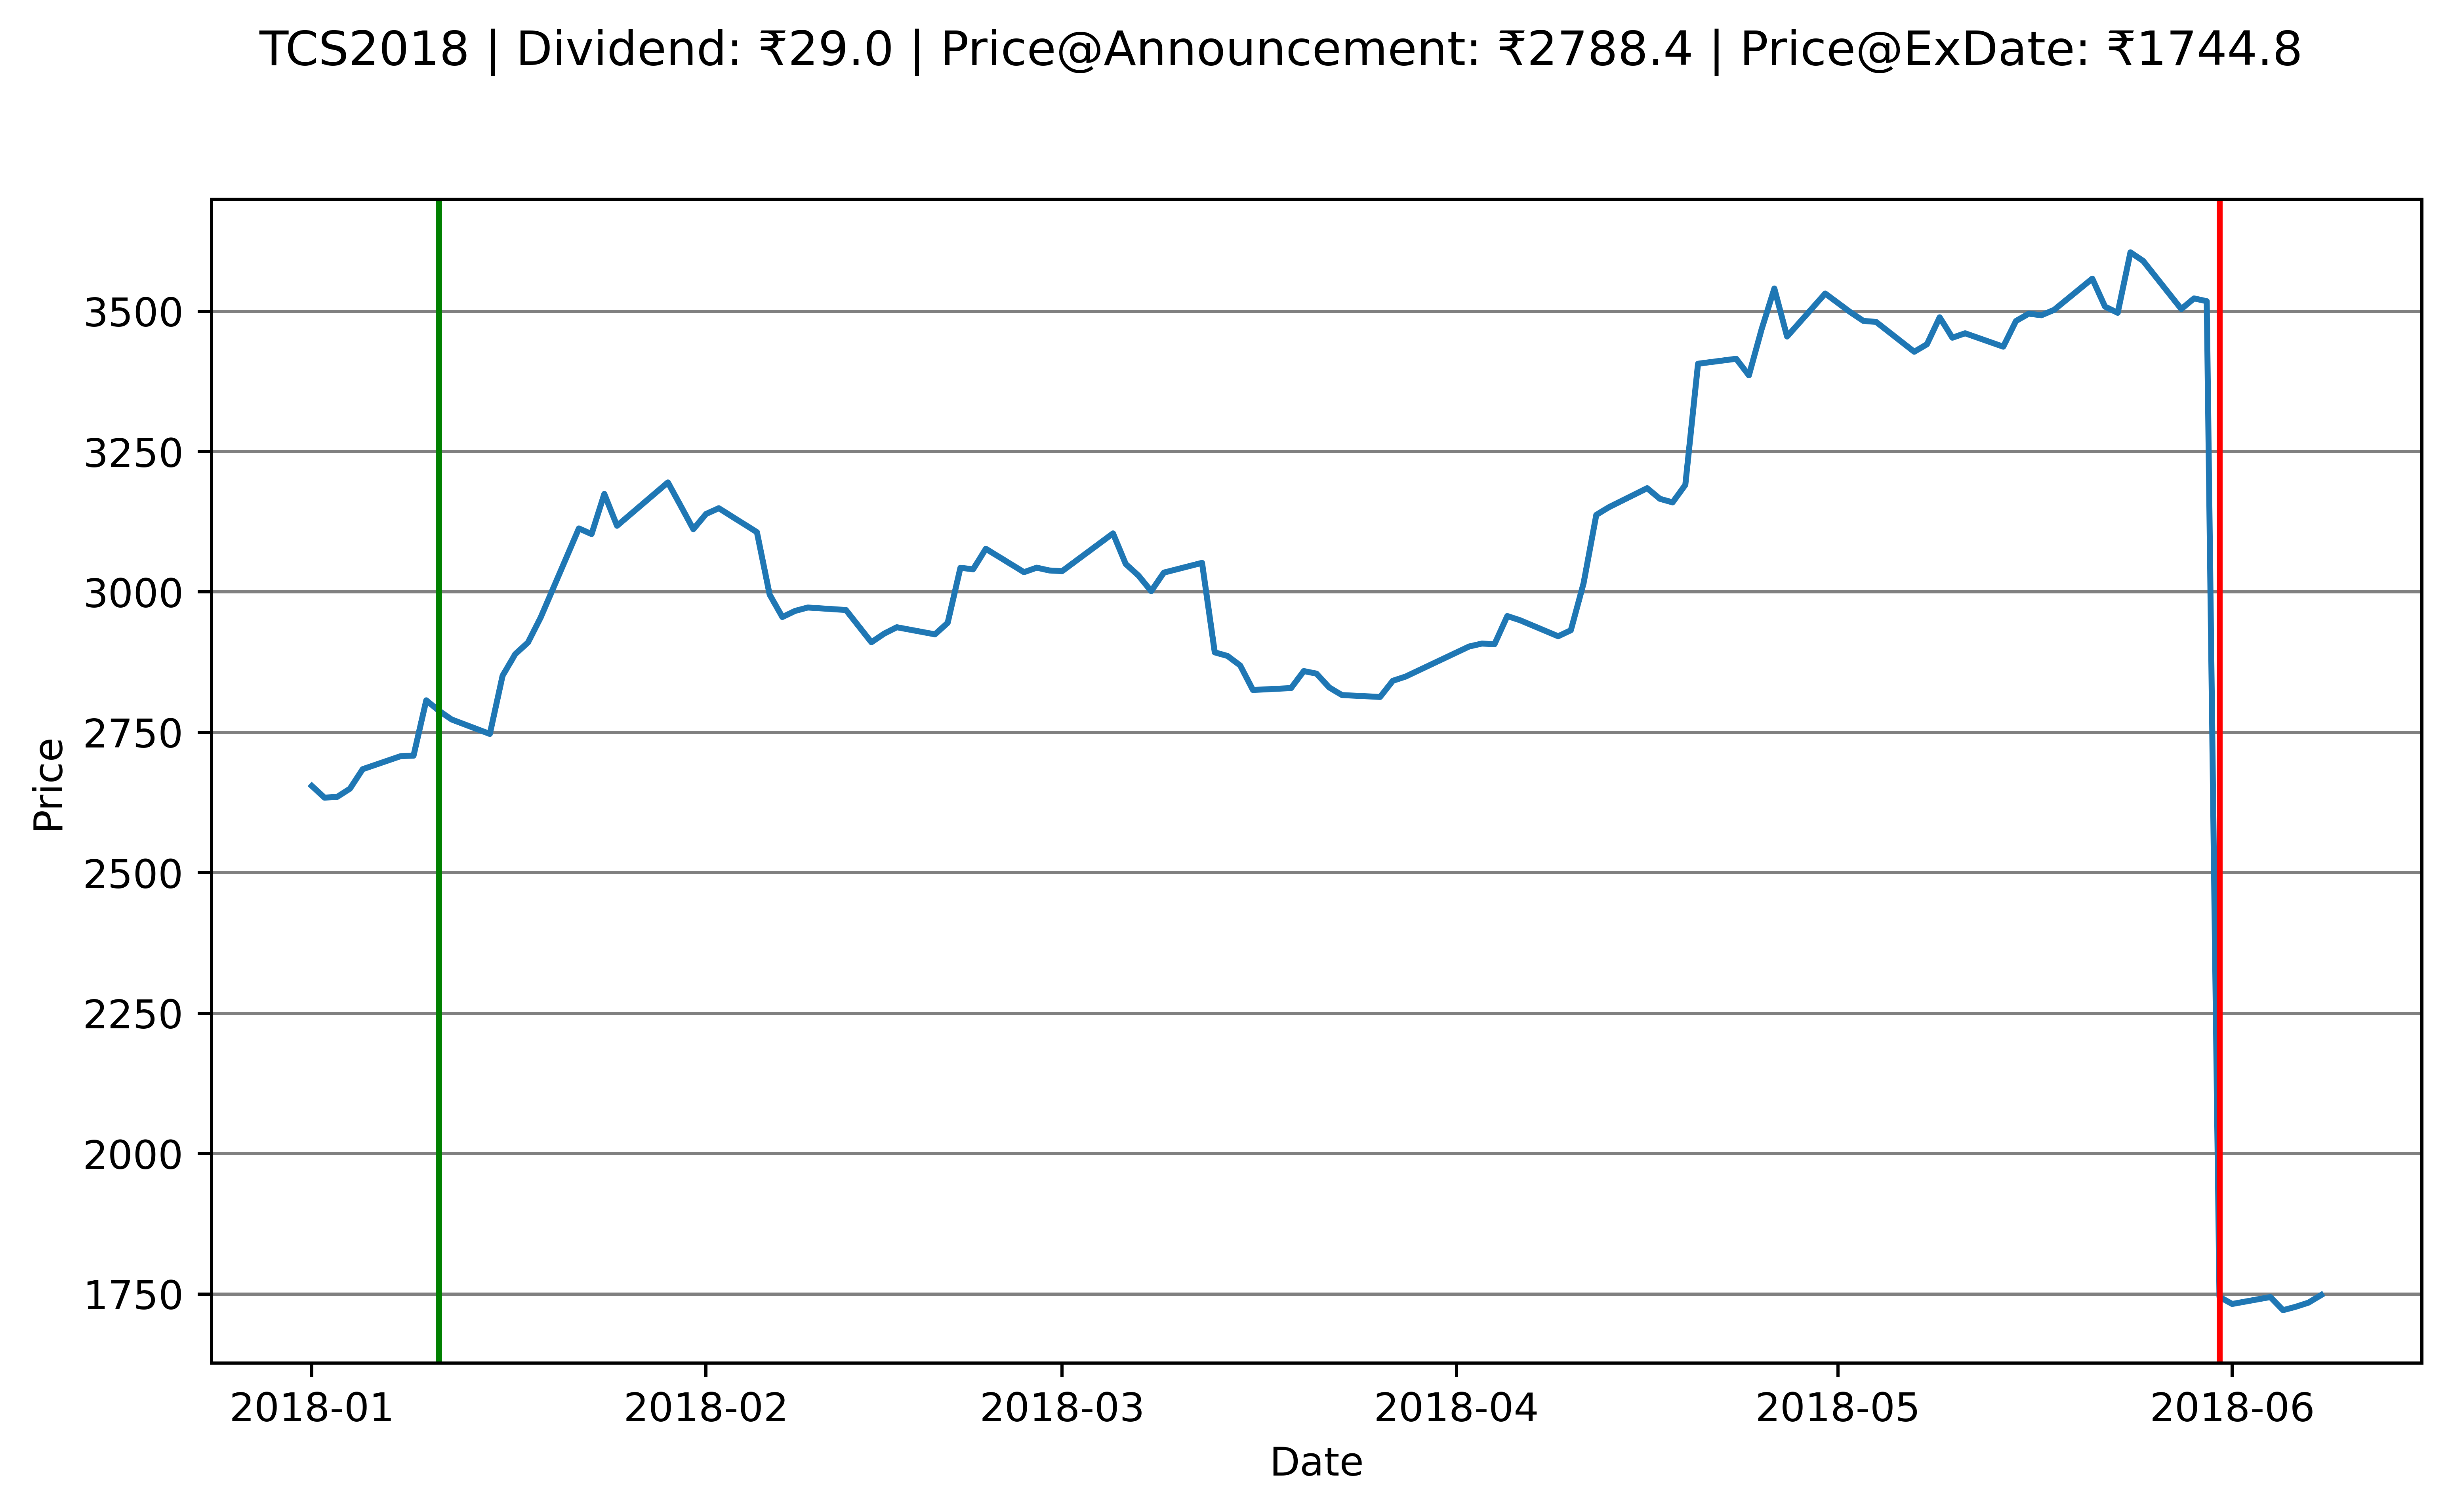 TCS2018 | Dividend: ₹29.0 | Price@Announcement: ₹2788.4 | Price@ExDate: ₹1744.8
3500
3250
3000
2750
2500
2250
2000
1750
Price
2018-01 2018-02 2018-03 2018-04 2018-05 2018-06
Date